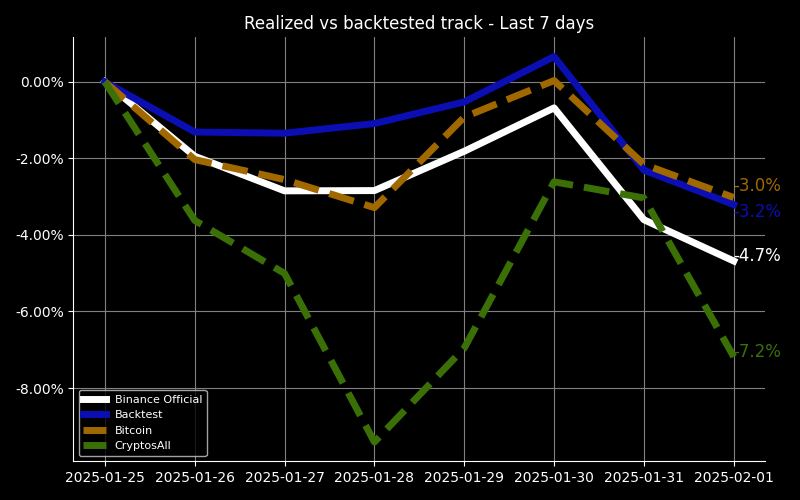 Realized vs backtested track - Last 7 days
0.00%
-2.00%
-4.00%
-6.00%
-8.00%
-3.0%
-3.2%
-4.7%
-7.2%
Binance Official
Backtest
Bitcoin
CryptosAll
2025-01-25 2025-01-26 2025-01-27 2025-01-28 2025-01-29 2025-01-30 2025-01-31 2025-02-01